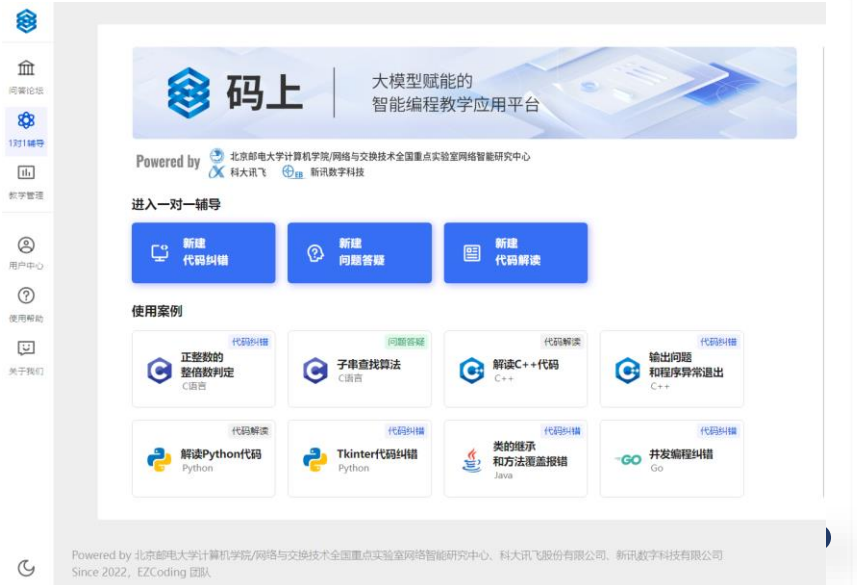 问答论坛
1对1辅导
教学管理
用户中心
使用帮助
关于我们
码上
大模型赋能的
智能编程教学应用平台
Powered by
北京邮电大学计算机学院/网络与交换技术全国重点实验室网络智能研究中心
科大讯飞
EB
新讯数字科技
进入一对一辅导
新建
代码纠错
新建
问题答疑
新建
代码解读
使用案例
代码纠错
正整数的
整倍数判定
C语言
问题答疑
子串查找算法
C语言
代码解读
解读C++代码
C++
代码纠错
输出问题
和程序异常退出
C++
代码解读
解读Python代码
Python
代码纠错
Tkinter代码纠错
Python
代码纠错
类的继承
和方法覆盖报错
Java
代码纠错
GO
并发编程纠错
Go
Powered by 北京邮电大学计算机学院/网络与交换技术全国重点实验室网络智能研究中心、科大讯飞股份有限公司、新讯数字科技有限公司
Since 2022，EZCoding 团队